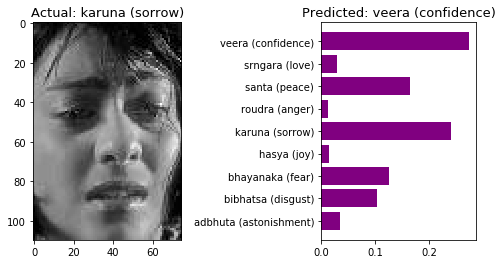 Actual: karuna (sorrow)
0
20
40
60
80
100
0
20
40
60
Predicted: veera (confidence)
veera (confidence)
srngara (love)
santa (peace)
roudra (anger)
karuna (sorrow)
hasya (joy)
bhayanaka (fear)
bibhatsa (disgust)
adbhuta (astonishment)
0.0
0.1
0.2